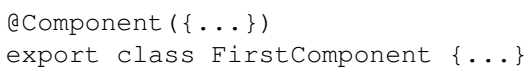 @Component({...})
export class FirstComponent {...}